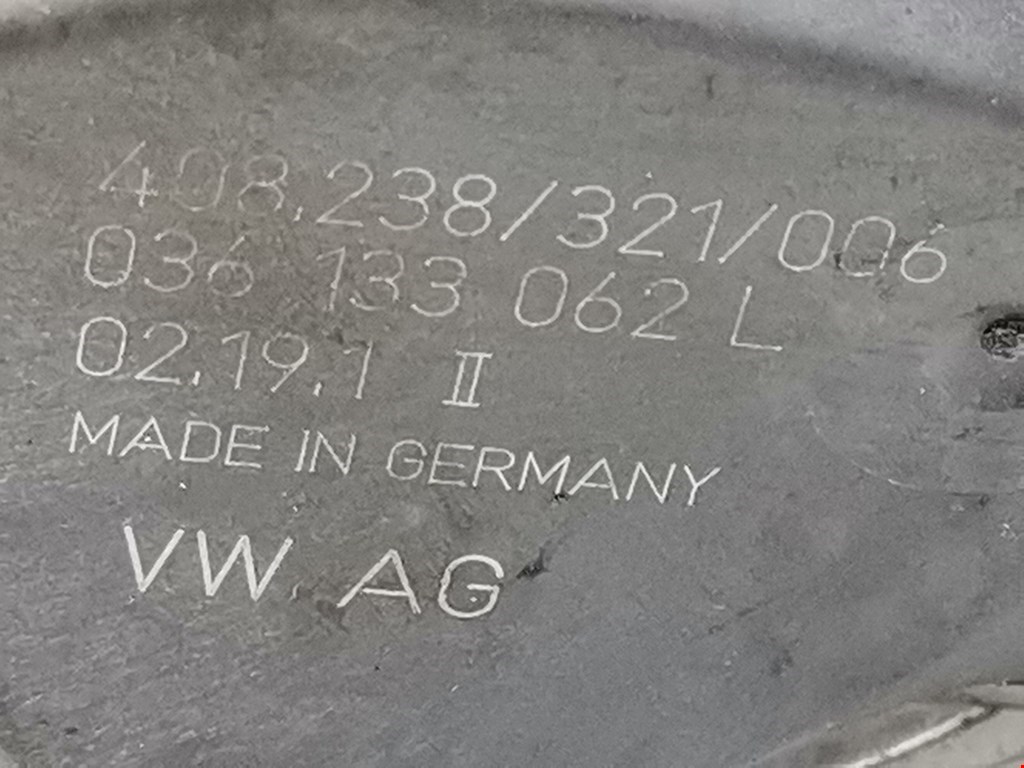 408.238/321/006
036 133 062 L
02.19.1 II
MADE IN GERMANY
VW AG